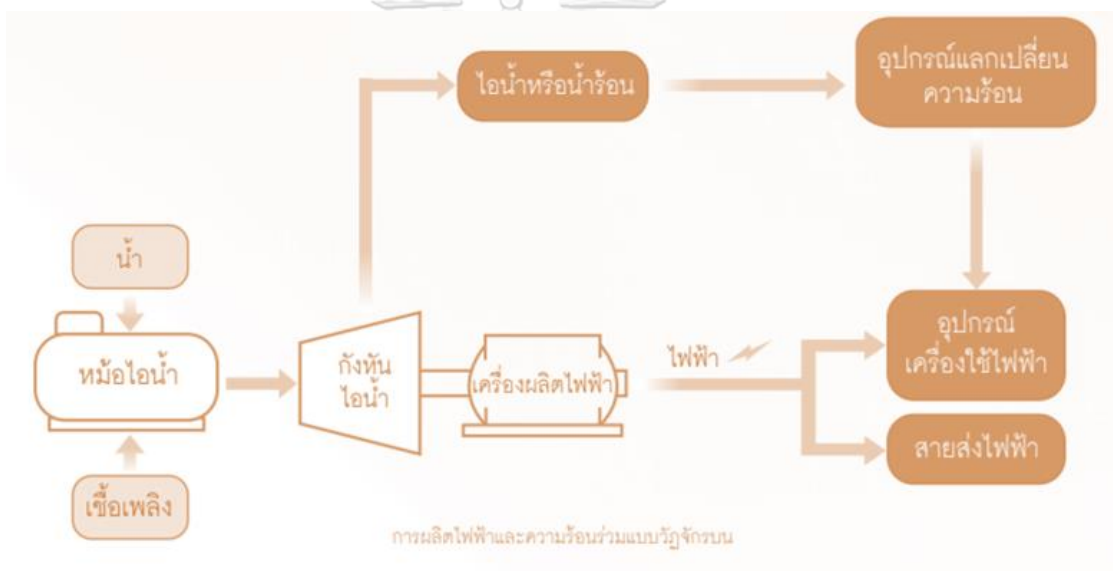 ไอน้ำหรือน้ำร้อน
อุปกรณ์แลกเปลี่ยน
ความร้อน
น้ำ
หม้อไอน้ำ
เชื้อเพลิง
กังหัน
ไอน้ำ
เครื่องผลิตไฟฟ้า
ไฟฟ้า
อุปกรณ์
เครื่องใช้ไฟฟ้า
สายส่งไฟฟ้า
การผลิตไฟฟ้าและความร้อนร่วมแบบวัฏจักรบน